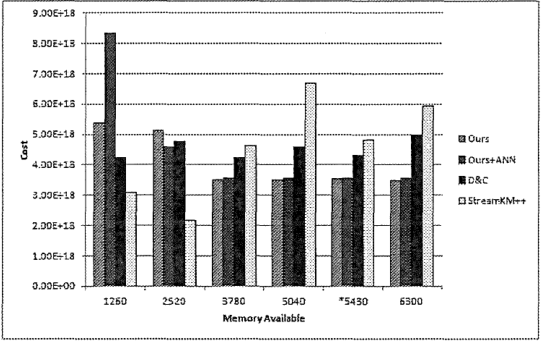 9.00E+18
8.00E+18
7.00E+18
6.00E+18
5.00E+18
4.00E+18
3.00E+18
2.00E+18
1.00E+18
0.00E+00
Cost
1260
2520
3780
5040
*5430
6300
Memory Available
Ours
Ours+ANN
D&C
StreamKM++